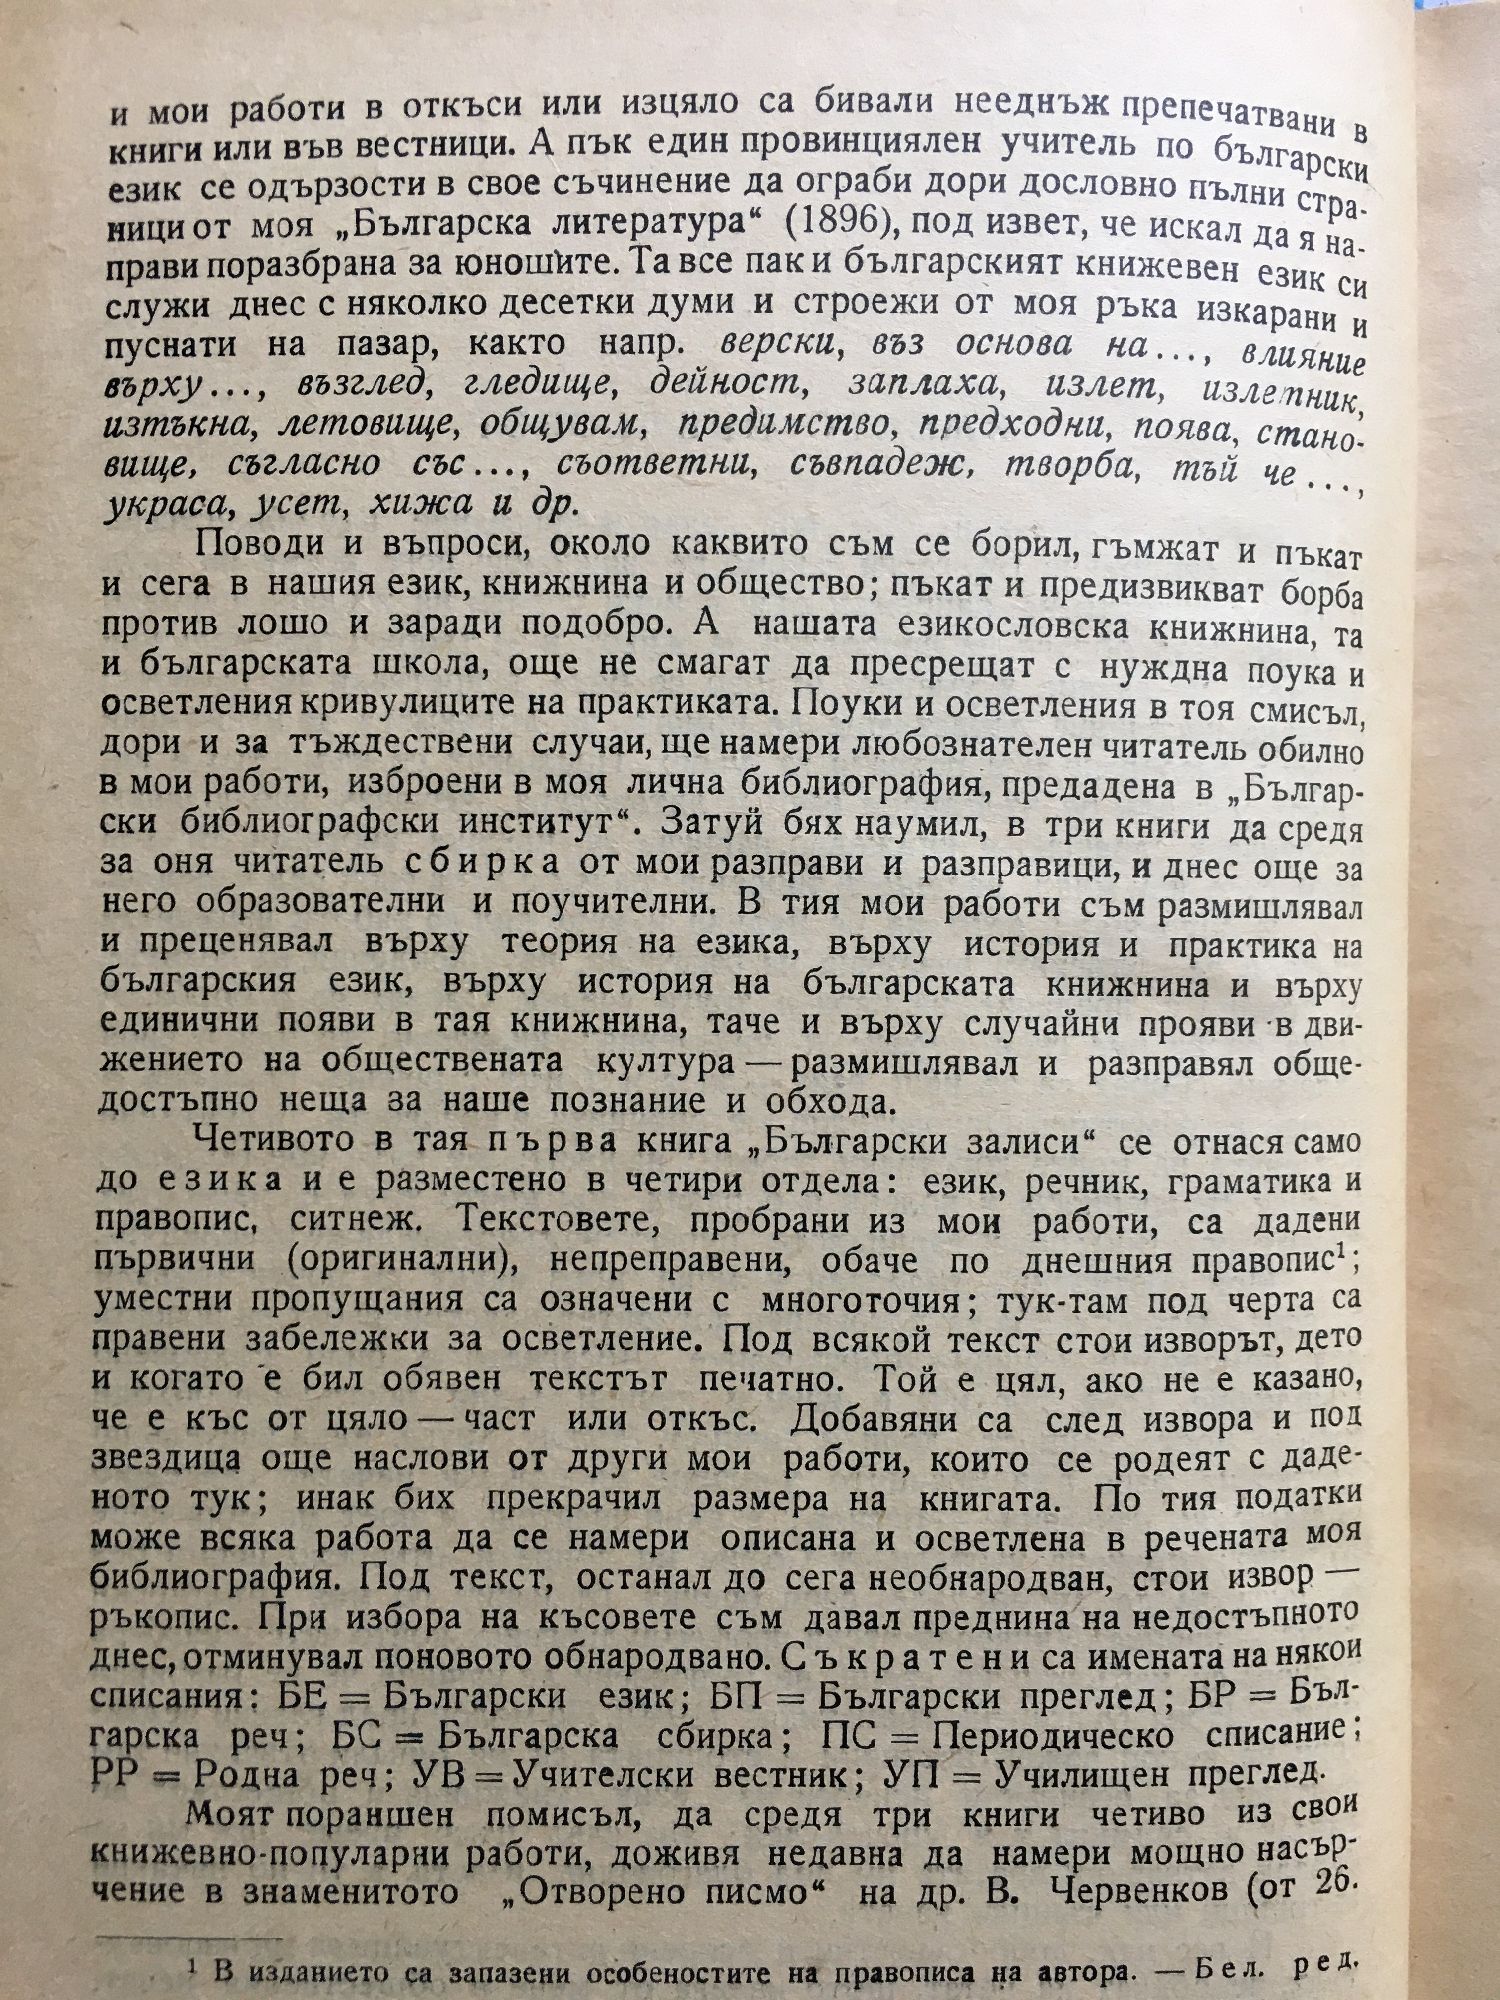 и мои работи в откъси или изцяло са бивали нееднъж препечатвани в
книги или във вестници. А пък един провинциялен учитель по български
език се одързости в свое съчинение да ограби дори дословно пълни стра-
ници от моя „Българска литература“ (1896), под извет, че искал да я на-
прави поразбрана за юношите. Та все пак и българският книжевен език си
служи днес с няколко десетки думи и строежи от моя ръка изкарани и
пуснати на пазар, както напр. верски, въз основа на..., влияние
върху..., възглед, гледище, дейност, заплаха, излет, излетник,
изтъкна, летовище, общувам, предимство, предходни, поява, стано-
вище, съгласно със..., съответни, съвпадеж, творба, тъй че...,
украса, усет, хижа и др.
Поводи и въпроси, около каквито съм се борил, гъмжат и пъкат
и сега в нашия език, книжнина и общество; пъкат и предизвикват борба
против лошо и заради подобро. А нашата езикословска книжнина, та
и българската школа, още не смагат да пресрещат с нуждна поука и
осветления кривулиците на практиката. Поуки и осветления в тоя смисъл,
дори и за тъждествени случаи, ще намери любознателен читатель обилно
в мои работи, изброени в моя лична библиография, предадена в „Българ-
ски библиографски институт“. Затуй бях наумил, в три книги да средя
за оня читатель сбирка от мои разправи и разправици, и днес още за
него образователни и поучителни. В тия мои работи съм размишлявал
и преценявал върху теория на езика, върху история и практика на
българския език, върху история на българската книжнина и върху
единични появи в тая книжнина, таче и върху случайни прояви в дви-
жението на обществената култура — размишлявал и разправял обще-
достъпно неща за наше познание и обхода.
Четивото в тая първа книга „Български залиси“ се отнася само
до езика и е разместено в четири отдела: език, речник, граматика и
правопис, ситнеж. Текстовете, пробрани из мои работи, са дадени
първични (оригинални), непреправени, обаче по днешния правопис¹;
уместни пропущания са означени с многоточия; тук-там под черта са
правени забележки за осветление. Под всякой текст стои изворът, дето
и когато е бил обявен текстът печатно. Той е цял, ако не е казано,
че е къс от цяло — част или откъс. Добавяни са след извора и под
звездица още наслови от други мои работи, които се родеят с даде-
ното тук; инак бих прекрачил размера на книгата. По тия податки
може всяка работа да се намери описана и осветлена в речената моя
библиография. Под текст, останал до сега необнародван, стои извор —
ръкопис. При избора на късовете съм давал преднина на недостъпното
днес, отминувал поновото обнародвано. Съкратени са имената на някои
списания: БЕ = Български език; БП = Български преглед; БР = Бъл-
гарска реч; БС = Българска сбирка; ПС = Периодическо списание;
РР = Родна реч; УВ = Учителски вестник; УП = Училищен преглед.
Моят пораншен помисъл, да средя три книги четиво из свои
книжевно-популарни работи, доживя недавна да намери мощно насър-
чение в знаменитото „Отворено писмо“ на др. В. Червенков (от 26.
¹ В изданието са запазени особеностите на правописа на автора. — Бел. ред.